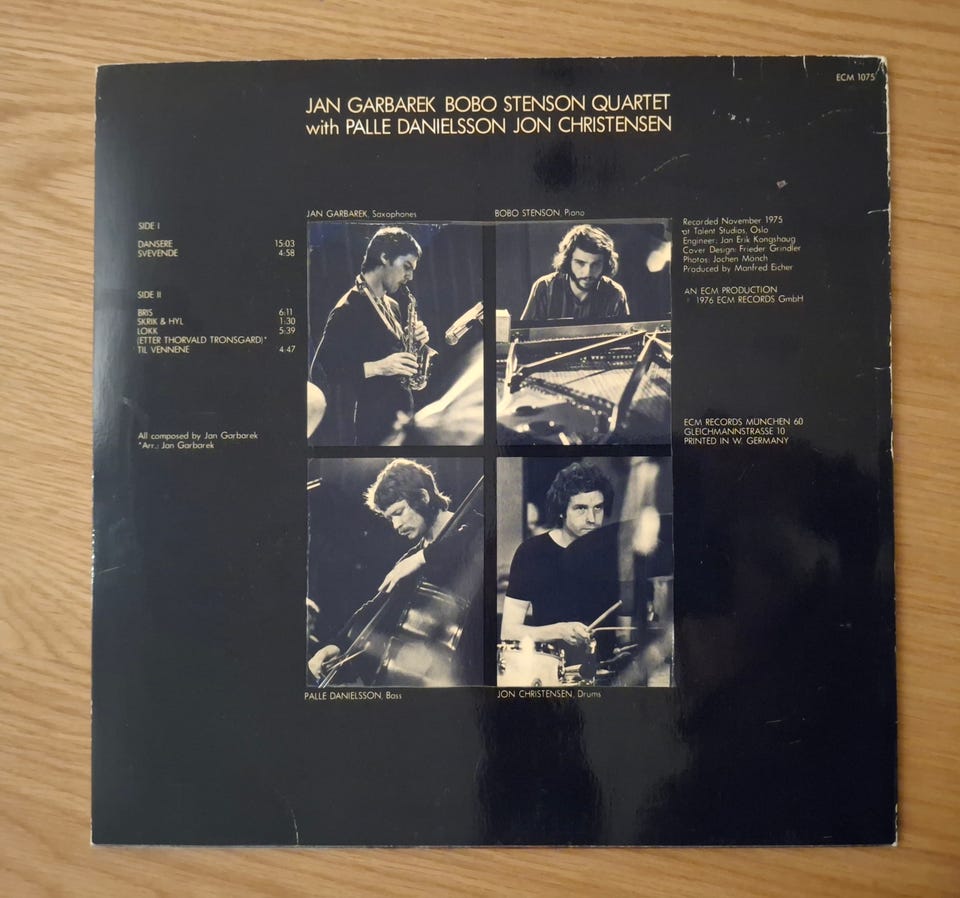 ECM 1075
JAN GARBAREK BOBO STENSON QUARTET
with PALLE DANIELSSON JON CHRISTENSEN
JAN GARBAREK, Saxophones
BOBO STENSON, Piano
SIDE I
DANSERE 15:03
SVEVENDE 4:58
SIDE II
BRIS 6:11
SKRIK & HYL 1:30
LOKK 5:39
(ETTER THORVALD TRONSGARD)*
TIL VENNENE 4:47
All composed by Jan Garbarek
*Arr.: Jan Garbarek
Recorded November 1975
at Talent Studios, Oslo
Engineer: Jan Erik Kongshaug
Cover Design: Frieder Grindler
Photos: Jochen Mönch
Produced by Manfred Eicher
AN ECM PRODUCTION
1976 ECM RECORDS GmbH
ECM RECORDS MÜNCHEN 60
GLEICHMANNSTRASSE 10
PRINTED IN W. GERMANY
PALLE DANIELSSON, Bass
JON CHRISTENSEN, Drums